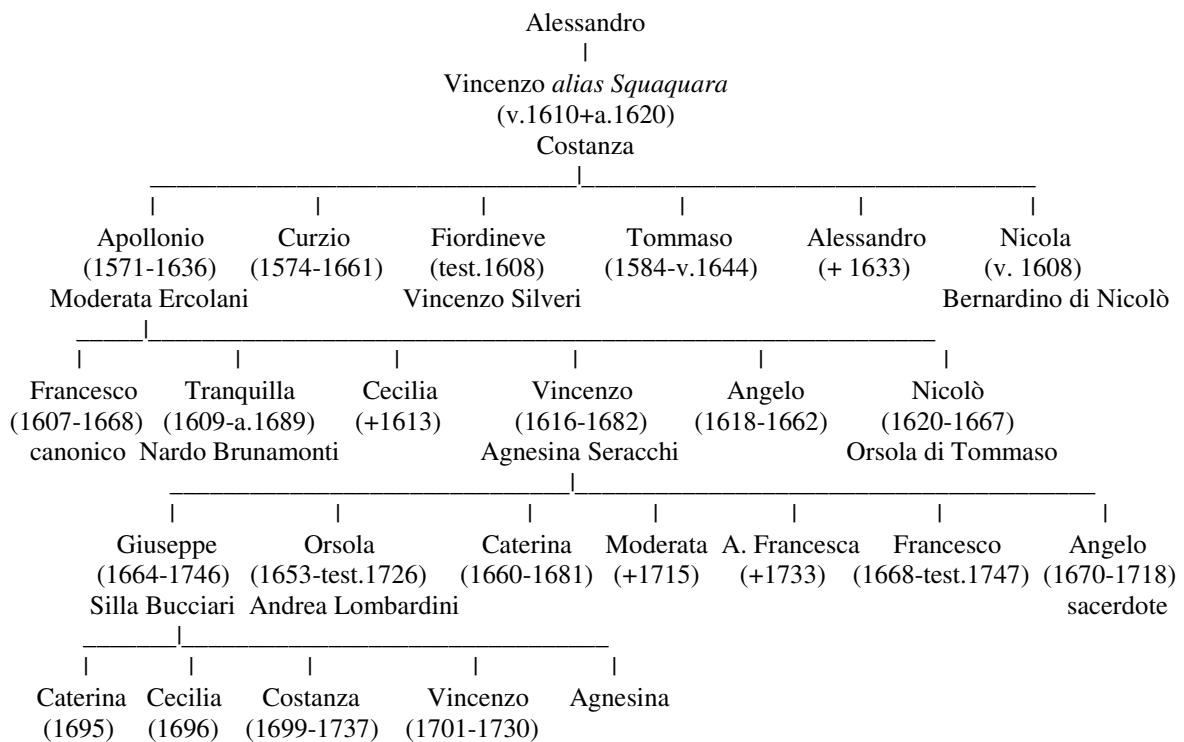 Alessandro
Vincenzo alias Squaquara
(v.1610+a.1620)
Costanza
Apollonio Curzio Fiordineve Tommaso Alessandro Nicola
(1571-1636) (1574-1661) (test.1608) (1584-v.1644) (+ 1633) (v. 1608)
Moderata Ercolani Vincenzo Silveri Bernardino di Nicolò
Francesco Tranquilla Cecilia Vincenzo Angelo Nicolò
(1607-1668) (1609-a.1689) (+1613) (1616-1682) (1618-1662) (1620-1667)
canonico Nardo Brunamonti Agnesina Seracchi Orsola di Tommaso
Giuseppe Orsola Caterina Moderata A. Francesca Francesco Angelo
(1664-1746) (1653-test.1726) (1660-1681) (+1715) (+1733) (1668-test.1747) (1670-1718)
Silla Bucciari Andrea Lombardini sacerdote
Caterina Cecilia Costanza Vincenzo Agnesina
(1695) (1696) (1699-1737) (1701-1730)